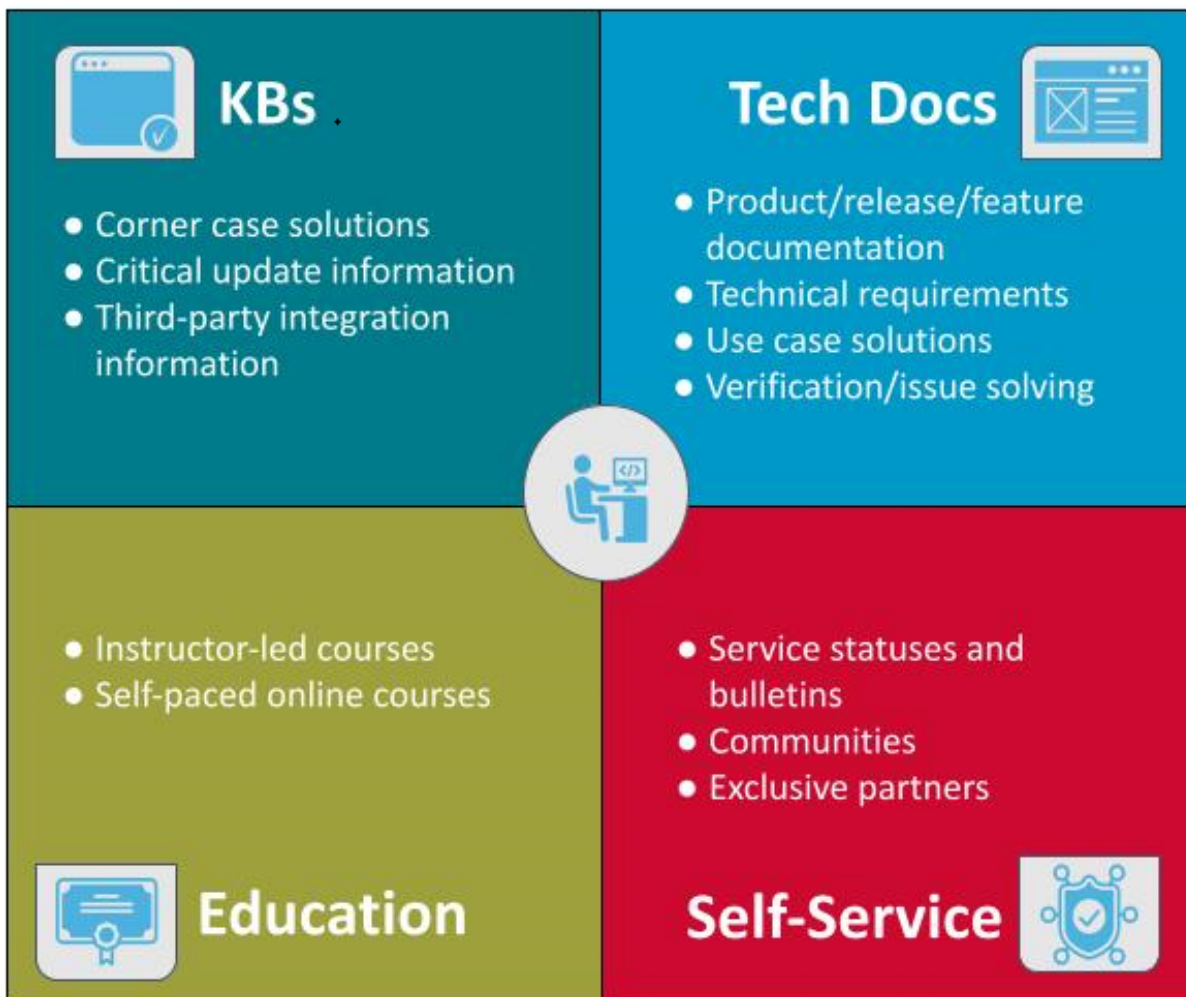 KBs
● Corner case solutions
● Critical update information
● Third-party integration
information
Tech Docs
● Product/release/feature
documentation
● Technical requirements
● Use case solutions
● Verification/issue solving
</>
● Instructor-led courses
● Self-paced online courses
Education
● Service statuses and
bulletins
● Communities
● Exclusive partners
Self-Service